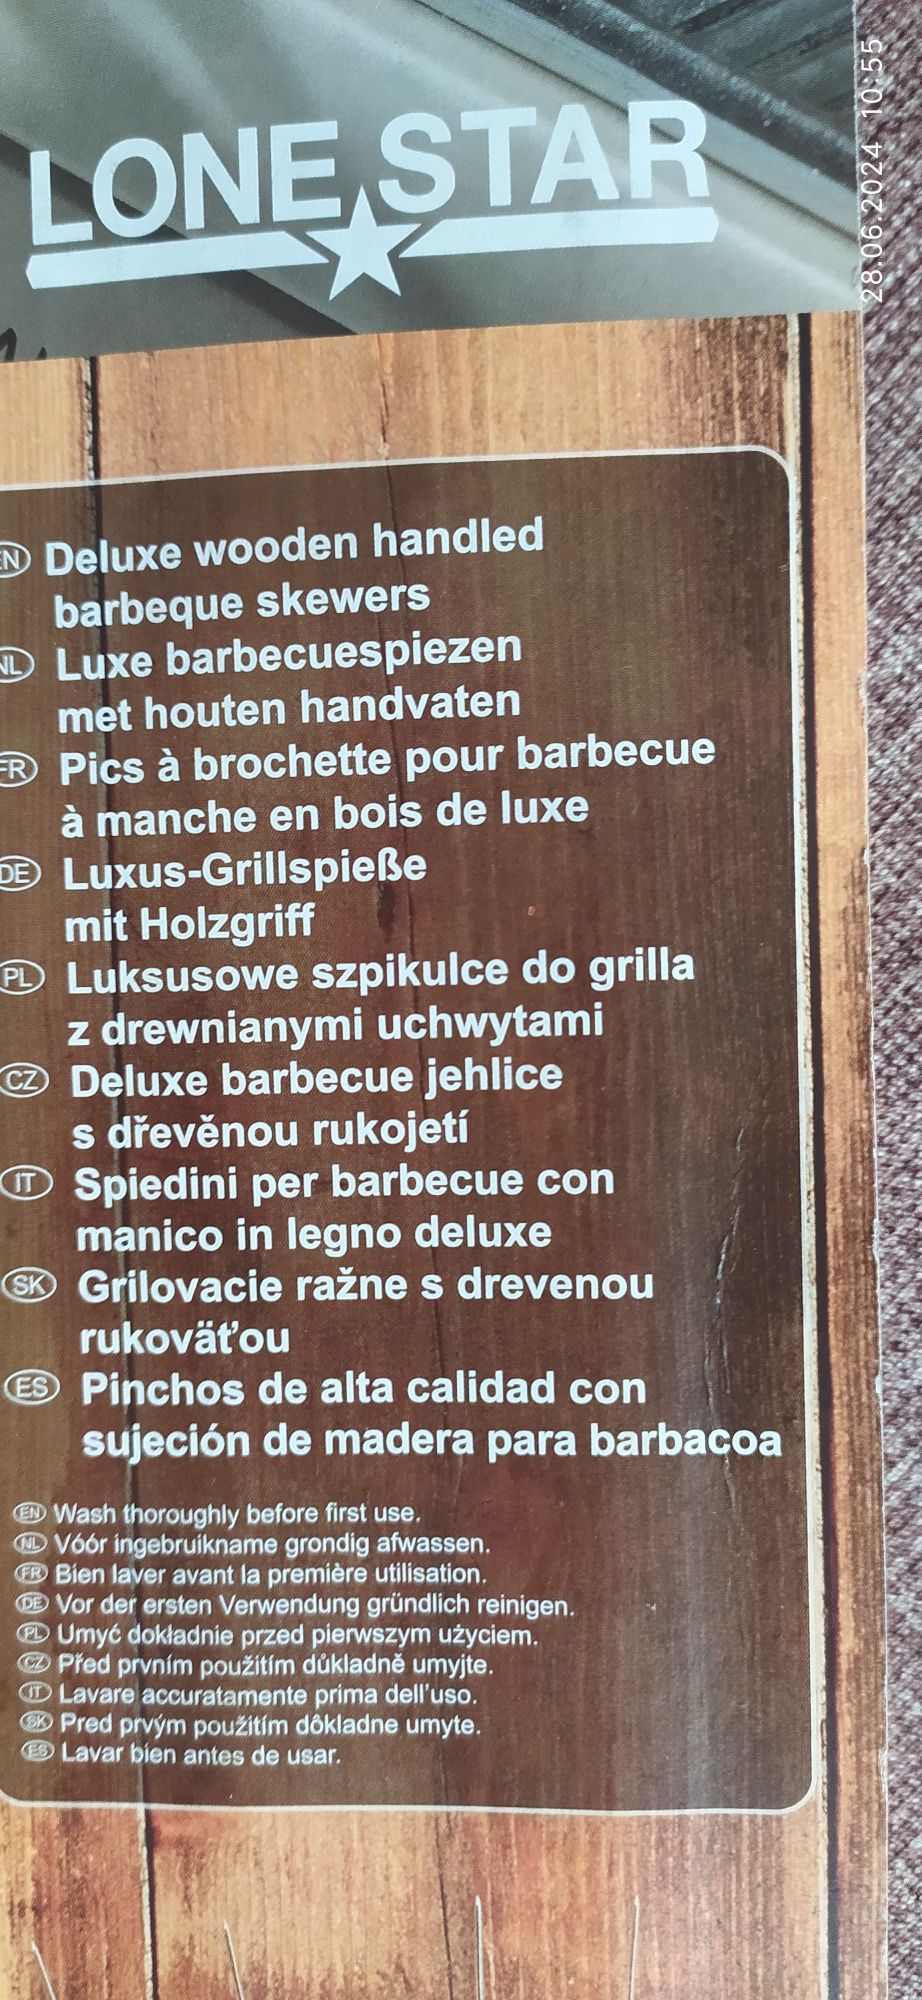 LONE STAR
28.06.2024 10:55
EN Deluxe wooden handled
barbeque skewers
NL Luxe barbecuespiezen
met houten handvaten
FR Pics à brochette pour barbecue
à manche en bois de luxe
DE Luxus-Grillspieße
mit Holzgriff
PL Luksusowe szpikulce do grilla
z drewnianymi uchwytami
CZ Deluxe barbecue jehlice
s dřevěnou rukojetí
IT Spiedini per barbecue con
manico in legno deluxe
SK Grilovacie ražne s drevenou
rukoväťou
ES Pinchos de alta calidad con
sujeción de madera para barbacoa
EN Wash thoroughly before first use.
NL Vóór ingebruikname grondig afwassen.
FR Bien laver avant la première utilisation.
DE Vor der ersten Verwendung gründlich reinigen.
PL Umyć dokładnie przed pierwszym użyciem.
CZ Před prvním použitím důkladně umyjte.
IT Lavare accuratamente prima dell'uso.
SK Pred prvým použitím dôkladne umyte.
ES Lavar bien antes de usar.